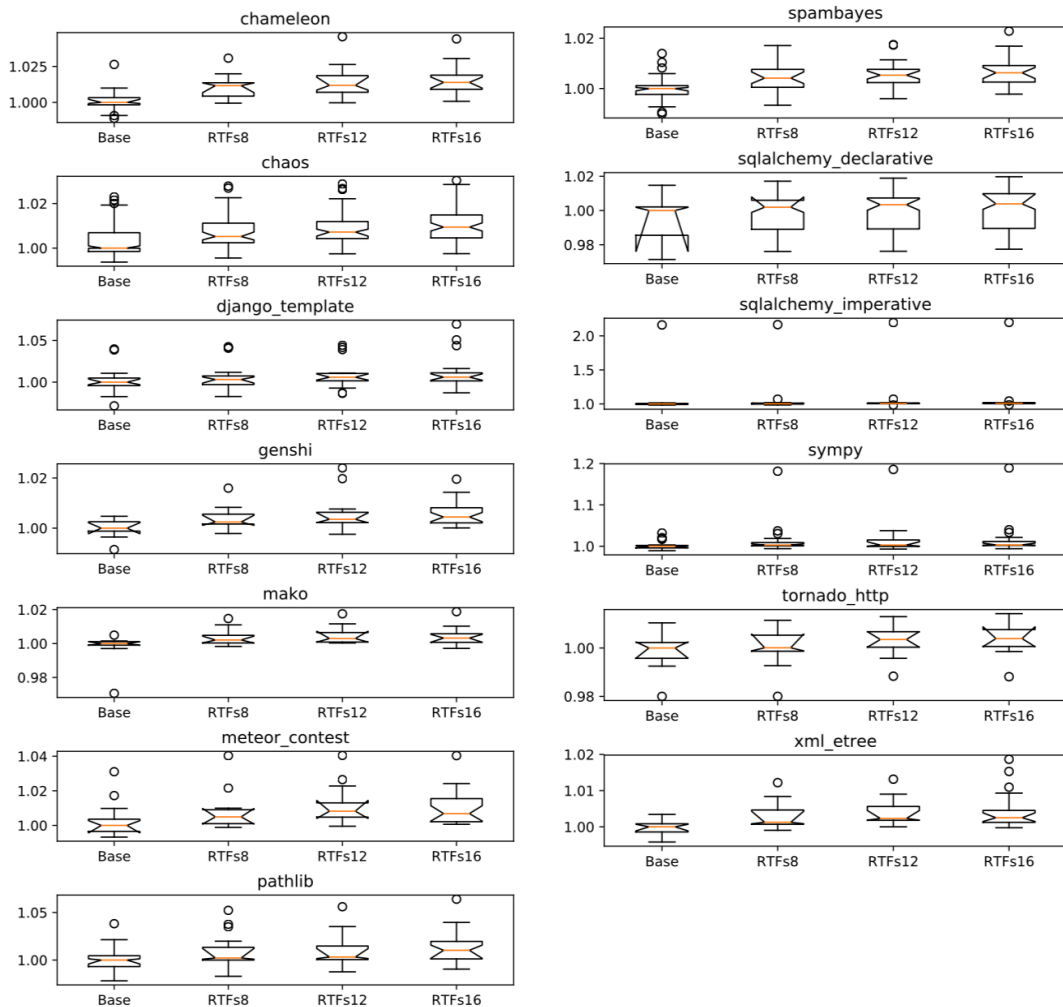 chameleon
1.025
1.000
Base RTFs8 RTFs12 RTFs16
chaos
1.02
1.00
Base RTFs8 RTFs12 RTFs16
django_template
1.05
1.00
Base RTFs8 RTFs12 RTFs16
genshi
1.02
1.00
Base RTFs8 RTFs12 RTFs16
mako
1.02
1.00
0.98
Base RTFs8 RTFs12 RTFs16
meteor_contest
1.04
1.02
1.00
Base RTFs8 RTFs12 RTFs16
pathlib
1.05
1.00
Base RTFs8 RTFs12 RTFs16
spambayes
1.02
1.00
Base RTFs8 RTFs12 RTFs16
sqlalchemy_declarative
1.02
1.00
0.98
Base RTFs8 RTFs12 RTFs16
sqlalchemy_imperative
2.0
1.0
Base RTFs8 RTFs12 RTFs16
sympy
1.2
1.1
1.0
Base RTFs8 RTFs12 RTFs16
tornado_http
1.00
0.98
Base RTFs8 RTFs12 RTFs16
xml_etree
1.02
1.01
1.00
Base RTFs8 RTFs12 RTFs16